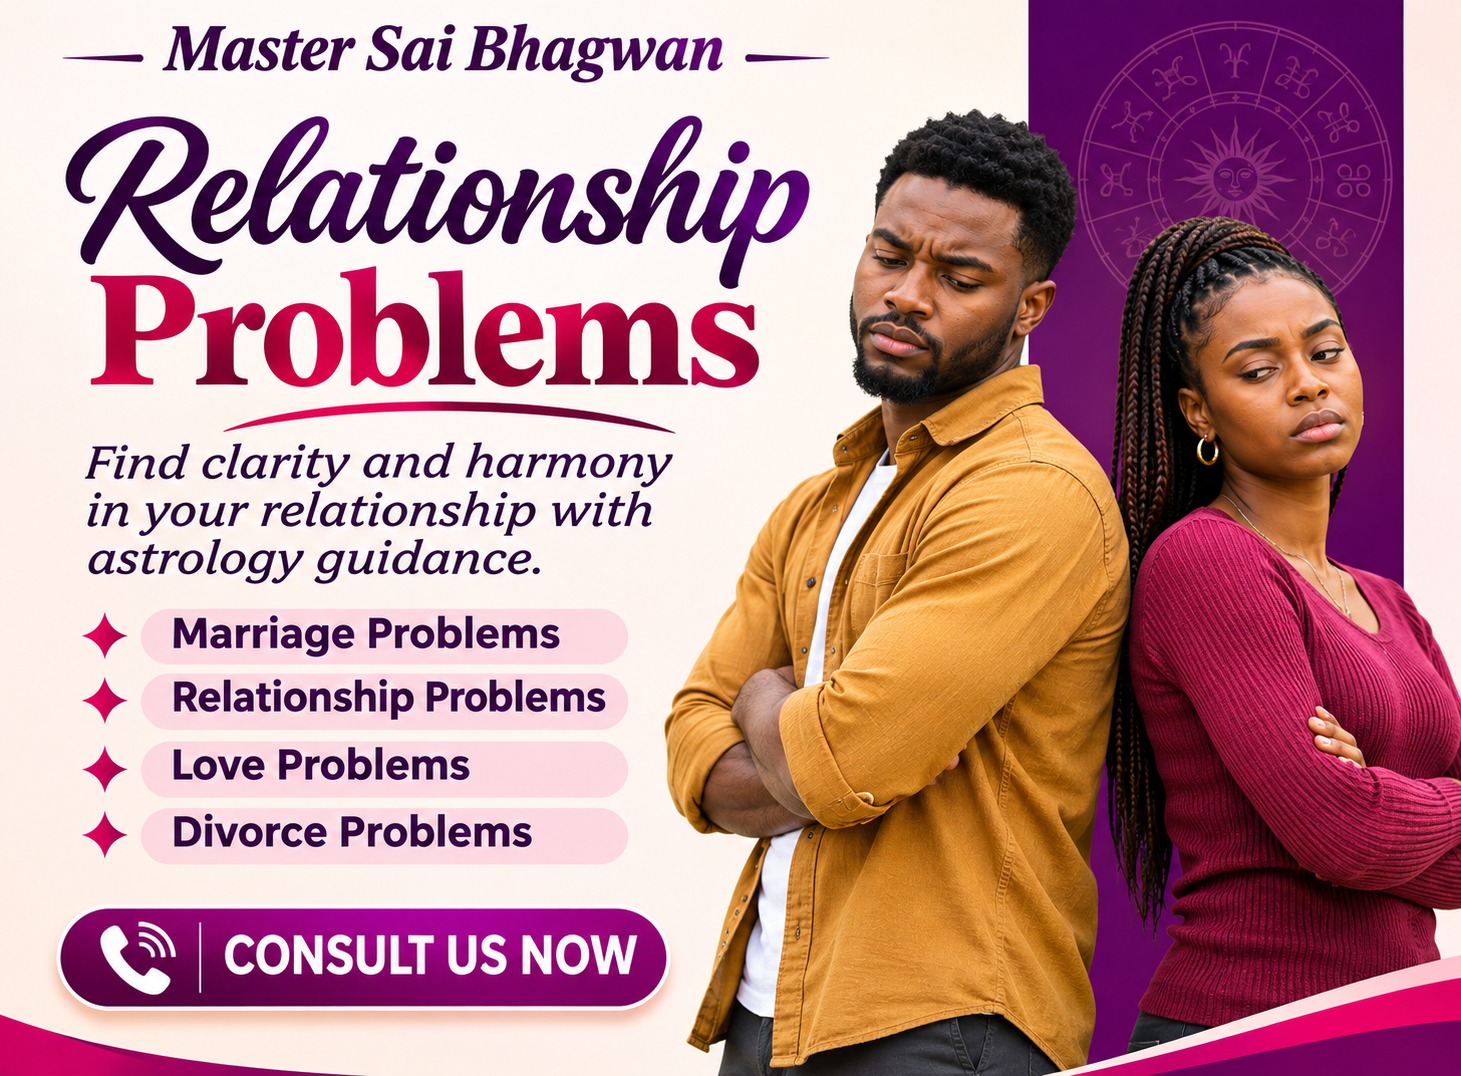 Master Sai Bhagwan
Relationship
Problems
Find clarity and harmony
in your relationship with
astrology guidance.
Marriage Problems
Relationship Problems
Love Problems
Divorce Problems
CONSULT US NOW